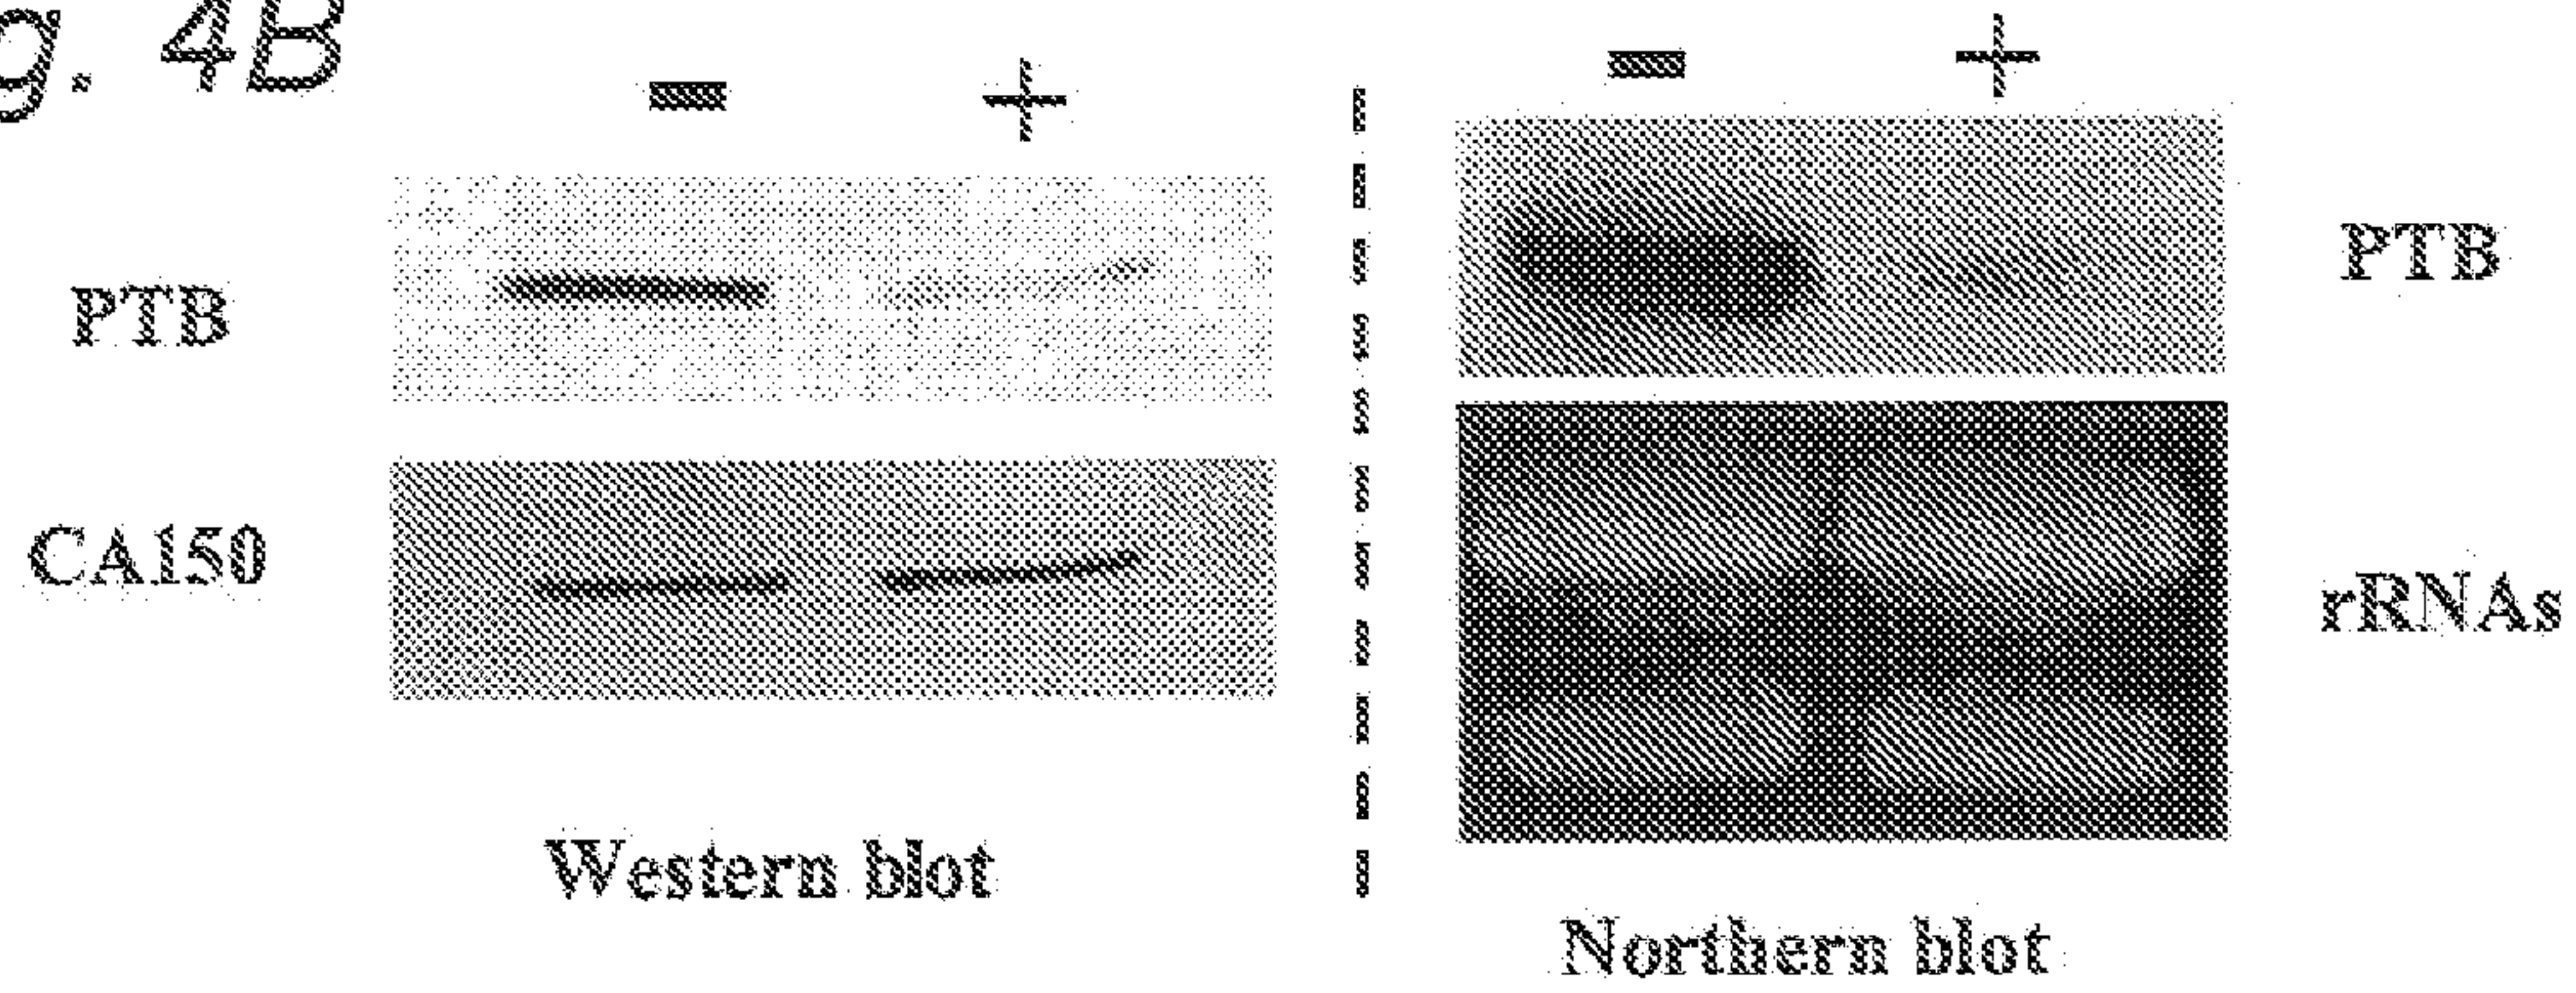 g. 4B
- +
PTB
CA150
Western blot
- +
PTB
rRNAs
Northern blot